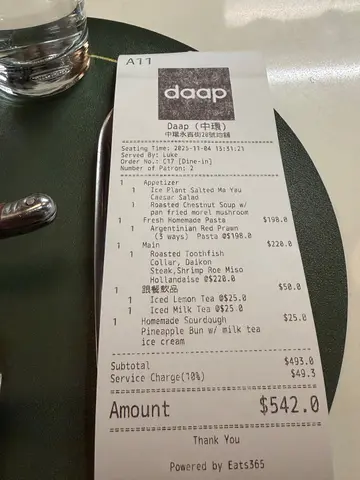 A11
daap
Daap (中環)
中環永吉街20號地鋪
Seating Time: 2025-11-04 13:31:21
Served By: Luke
Order No.: C17 [Dine-in]
Number of Patron: 2
1 Appetizer
1 Ice Plant Salted Ma Yau
Caesar Salad
1 Roasted Chestnut Soup w/
pan fried morel mushroom
1 Fresh Homemade Pasta $198.0
1 Argentinian Red Prawn
(3 ways) Pasta @$198.0
1 Main $220.0
1 Roasted Toothfish
Collar, Daikon
Steak,Shrimp Roe Miso
Hollandaise @$220.0
1 跟餐飲品 $50.0
1 Iced Lemon Tea @$25.0
1 Iced Milk Tea @$25.0
1 Homemade Sourdough $25.0
Pineapple Bun w/ milk tea
ice cream
Subtotal $493.0
Service Charge(10%) $49.3
Amount $542.0
Thank You
Powered by Eats365